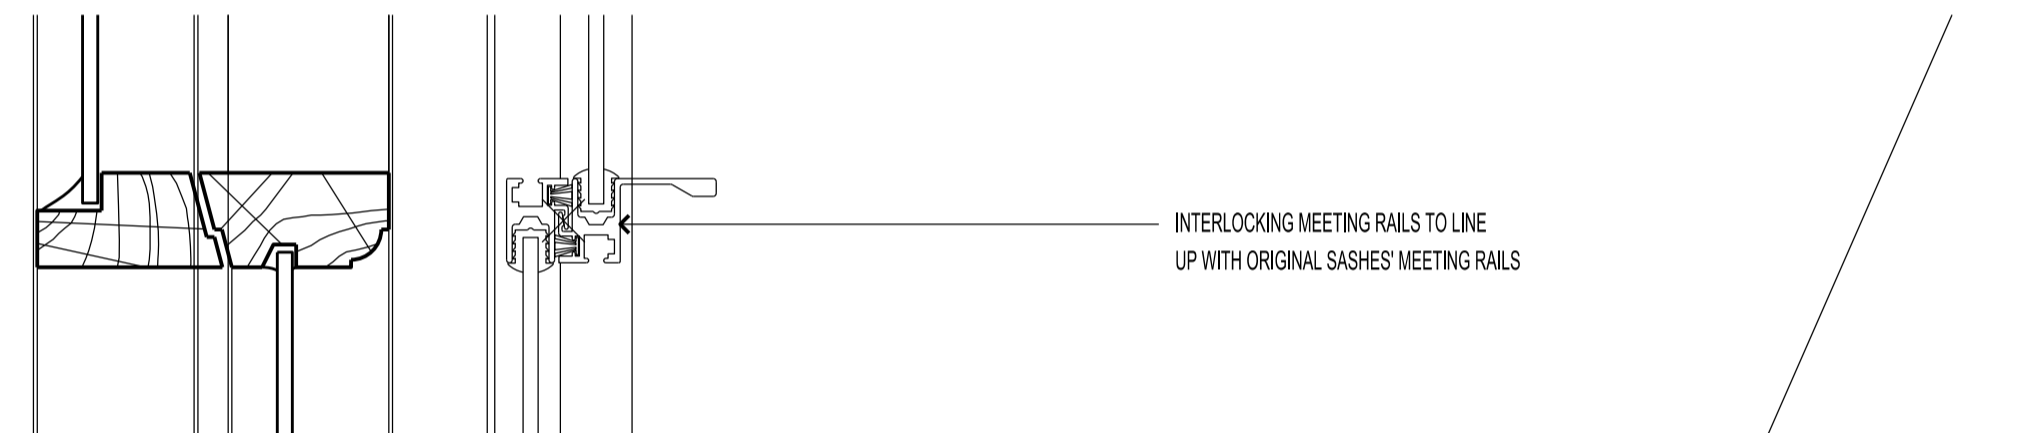 INTERLOCKING MEETING RAILS TO LINE
UP WITH ORIGINAL SASHES' MEETING RAILS